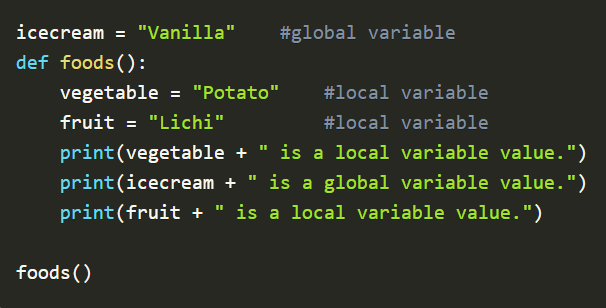 icecream = "Vanilla"    #global variable
def foods():
    vegetable = "Potato"    #local variable
    fruit = "Lichi"         #local variable
    print(vegetable + " is a local variable value.")
    print(icecream + " is a global variable value.")
    print(fruit + " is a local variable value.")

foods()